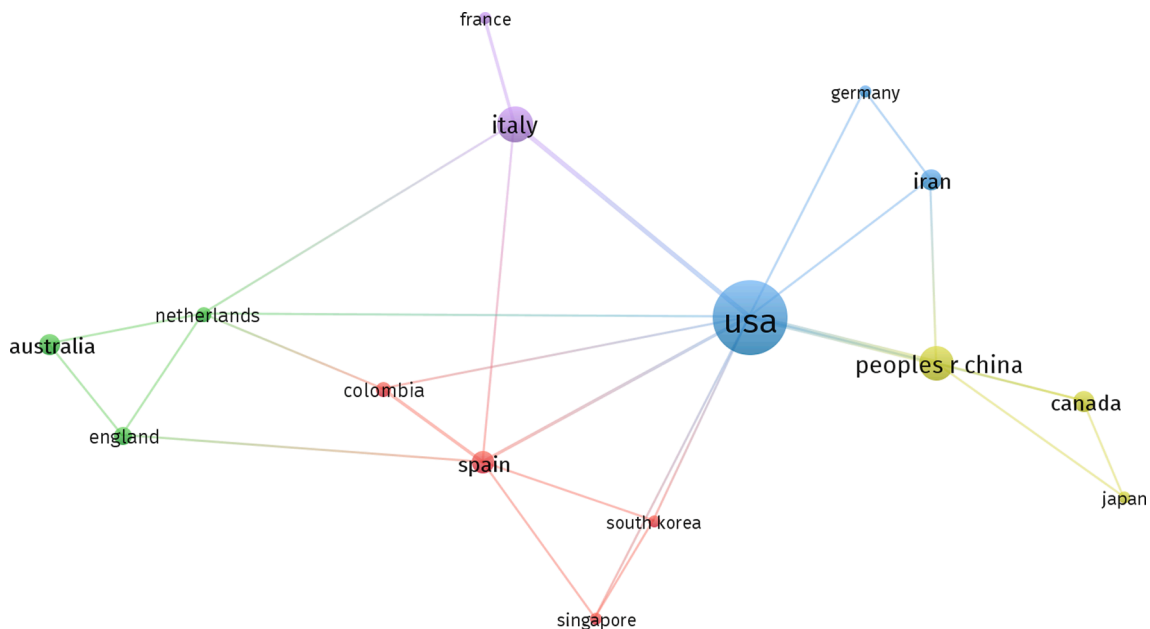 france
germany
italy
iran
netherlands
usa
australia
peoples r china
colombia
canada
england
spain
japan
south korea
singapore